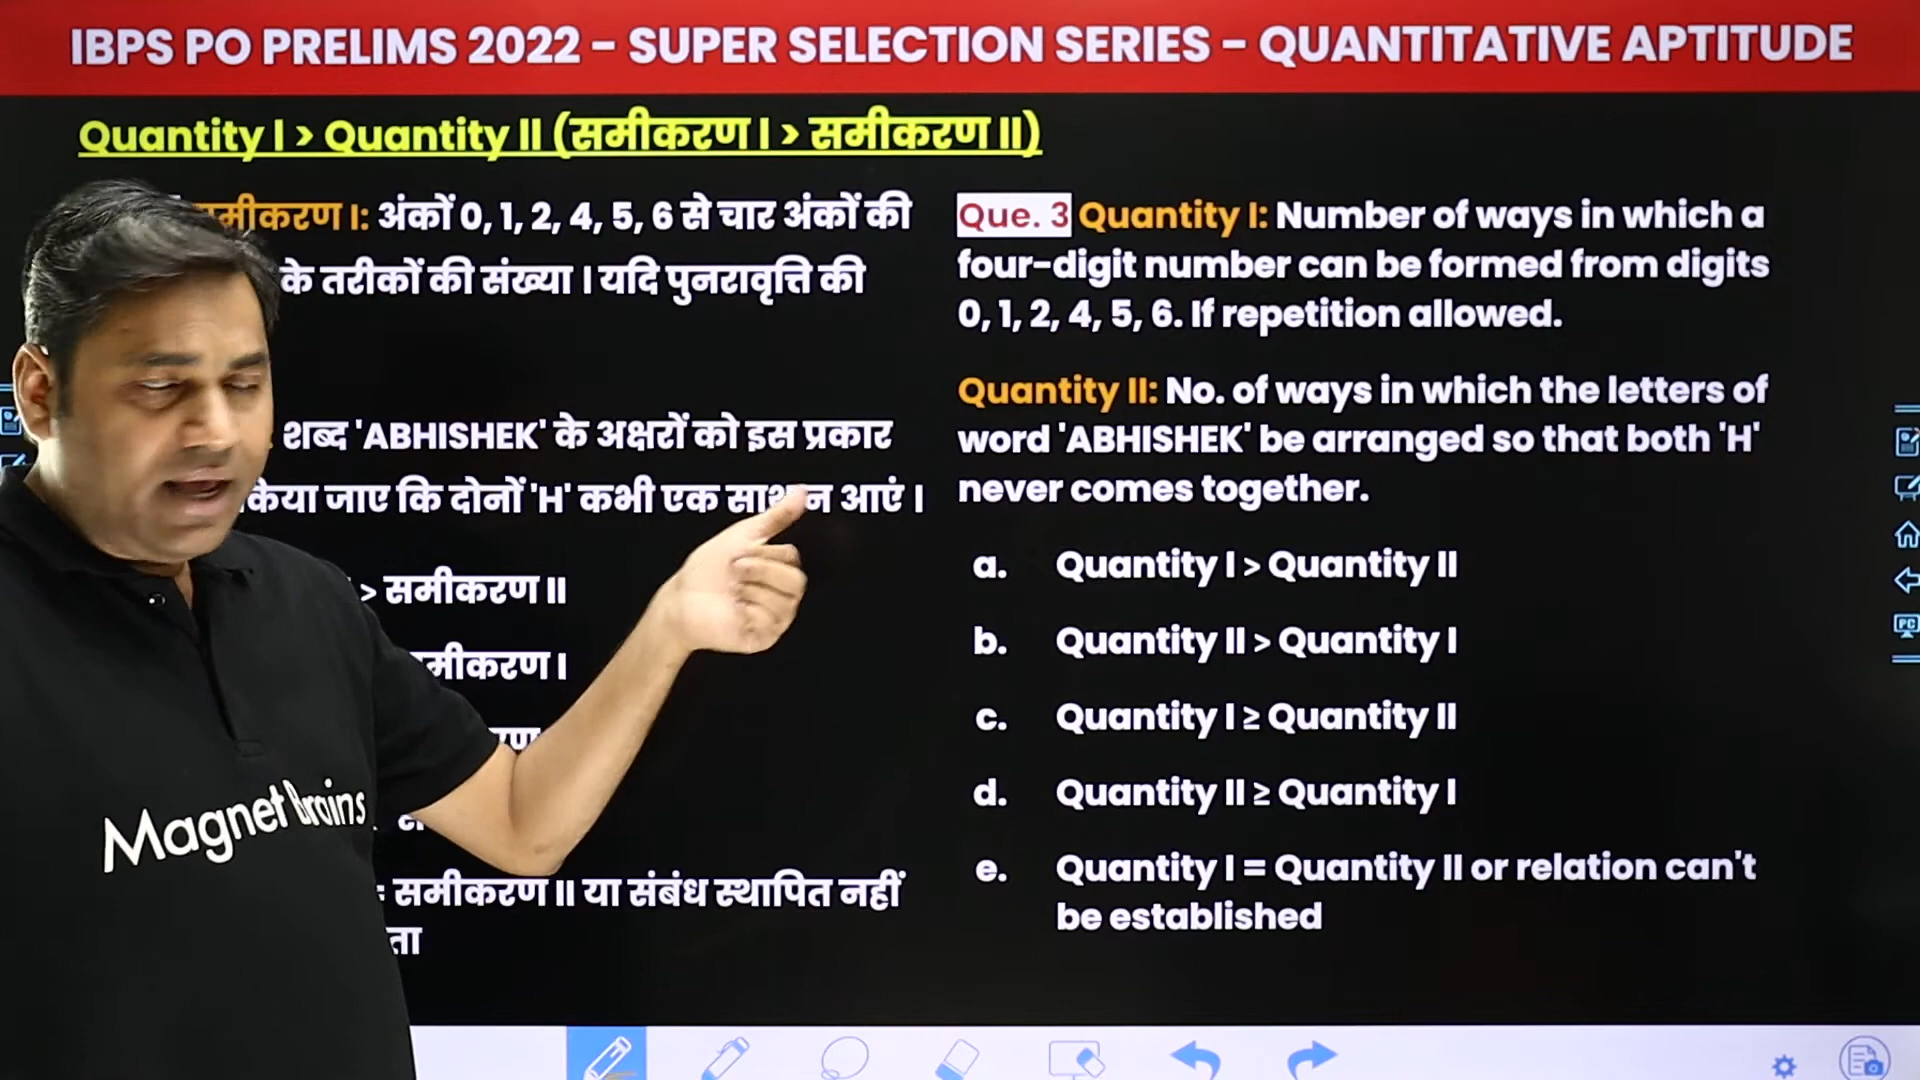 IBPS PO PRELIMS 2022 - SUPER SELECTION SERIES - QUANTITATIVE APTITUDE
Quantity I > Quantity II (समीकरण I > समीकरण II)
समीकरण I: अंकों 0, 1, 2, 4, 5, 6 से चार अंकों की
के तरीकों की संख्या । यदि पुनरावृत्ति की
शब्द 'ABHISHEK' के अक्षरों को इस प्रकार
किया जाए कि दोनों 'H' कभी एक साथ न आएं ।
> समीकरण II
समीकरण I
= समीकरण II या संबंध स्थापित नहीं
Que. 3 Quantity I: Number of ways in which a
four-digit number can be formed from digits
0, 1, 2, 4, 5, 6. If repetition allowed.
Quantity II: No. of ways in which the letters of
word 'ABHISHEK' be arranged so that both 'H'
never comes together.
a. Quantity I > Quantity II
b. Quantity II > Quantity I
c. Quantity I ≥ Quantity II
d. Quantity II ≥ Quantity I
e. Quantity I = Quantity II or relation can't
be established
Magnet Brains
PC